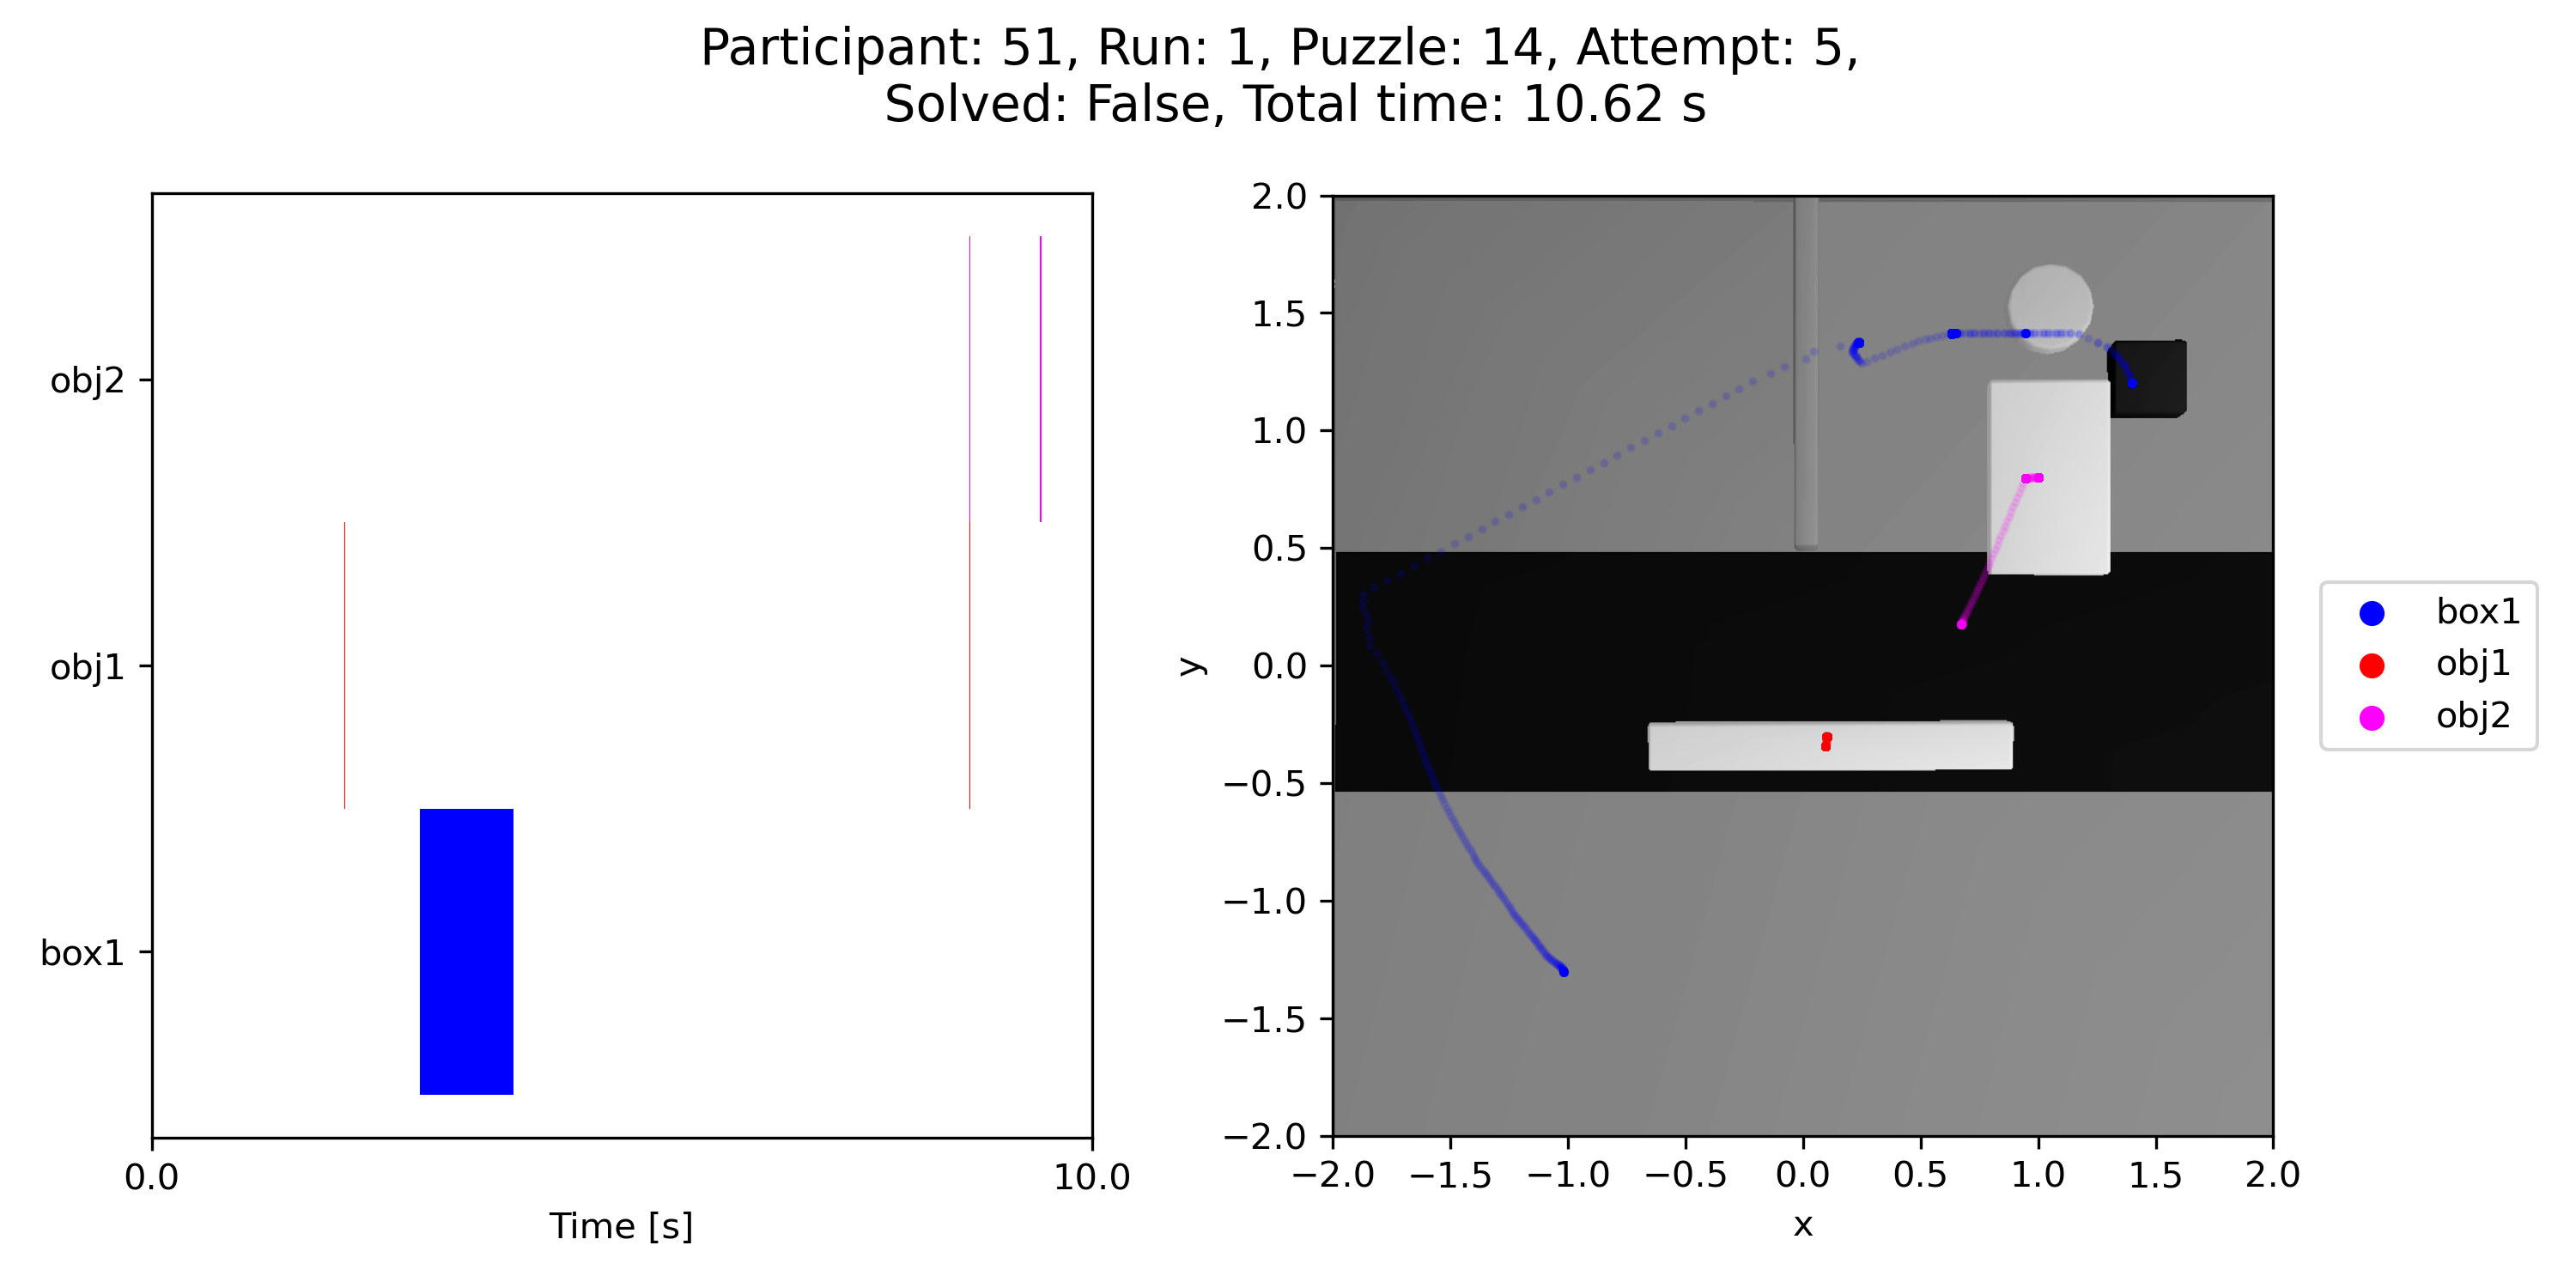 Participant: 51, Run: 1, Puzzle: 14, Attempt: 5,
Solved: False, Total time: 10.62 s
obj2
obj1
box1
0.0
10.0
Time [s]
2.0
1.5
1.0
0.5
0.0
−0.5
−1.0
−1.5
−2.0
y
−2.0 −1.5 −1.0 −0.5 0.0 0.5 1.0 1.5 2.0
x
box1
obj1
obj2